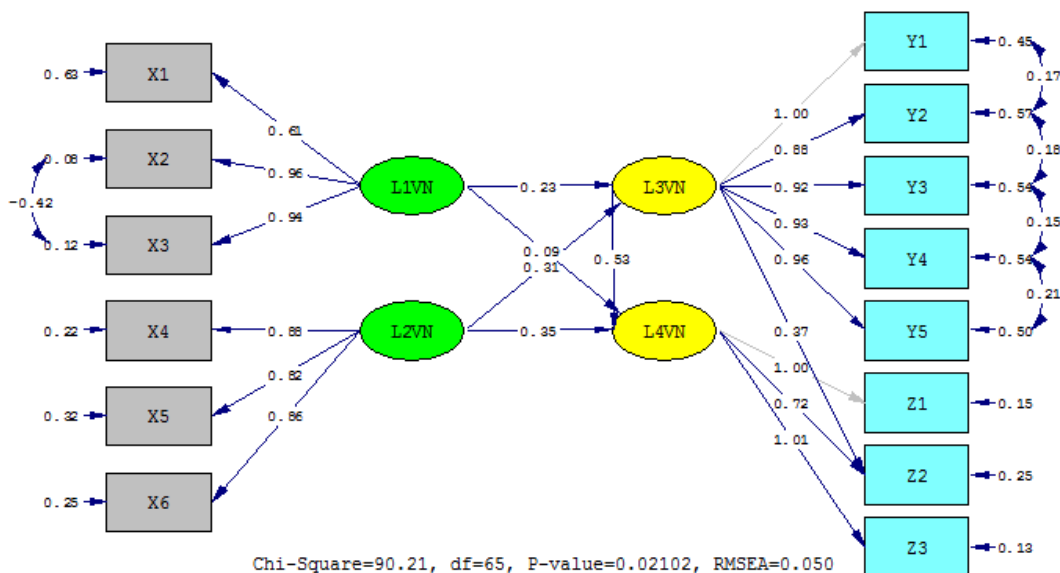 Y1
0.45
X1
0.63
0.17
1.00
0.61
Y2
0.57
0.88
X2
0.08
0.96
0.18
L1VN
0.23
L3VN
0.92
Y3
0.54
-0.42
0.94
0.93
0.15
X3
0.12
0.09
0.53
0.96
Y4
0.54
0.31
0.21
X4
0.22
0.88
L2VN
0.35
L4VN
0.37
Y5
0.50
1.00
0.82
0.72
Z1
0.15
X5
0.32
0.86
1.01
Z2
0.25
X6
0.25
Z3
0.13
Chi-Square=90.21, df=65, P-value=0.02102, RMSEA=0.050